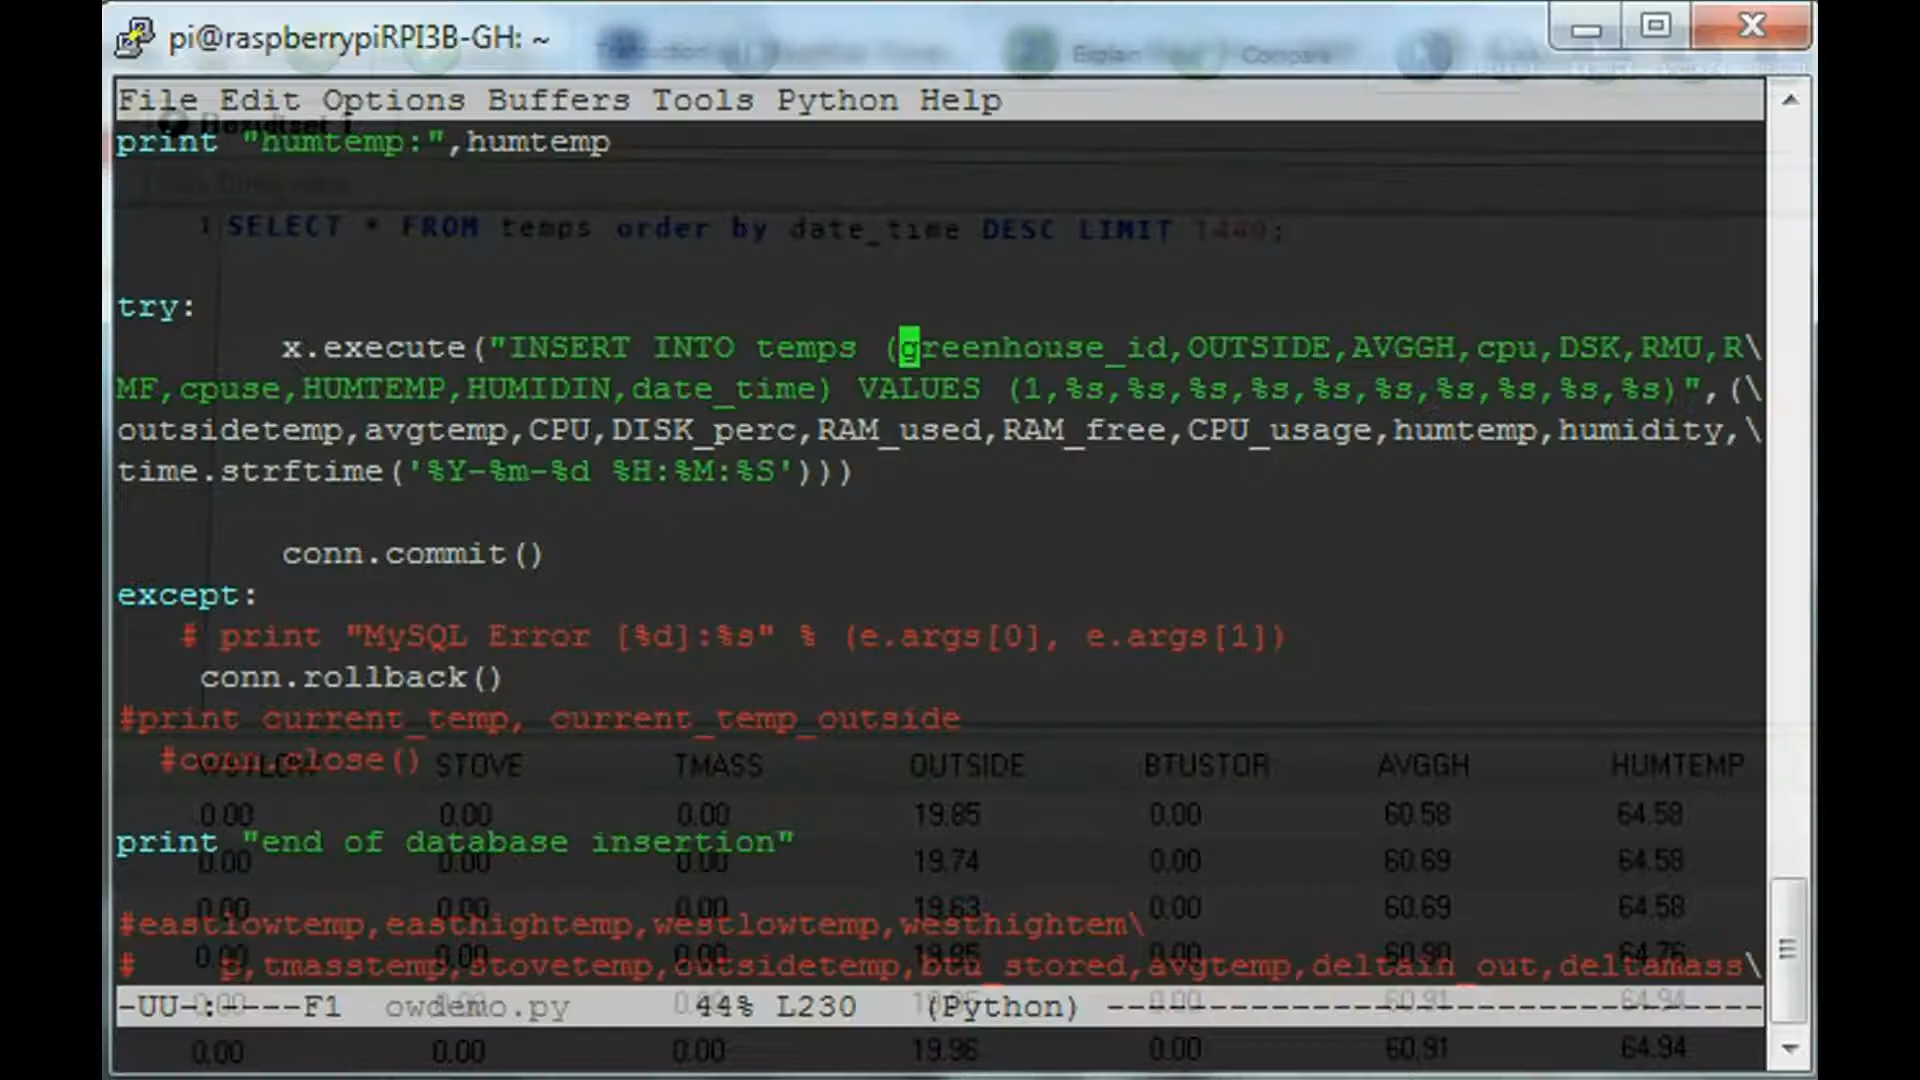 pi@raspberrypiRPI3B-GH: ~
Explain
Compare
File Edit Options Buffers Tools Python Help
print "humtemp:",humtemp
1 SELECT * FROM temps order by date_time DESC LIMIT 1440;
try:
x.execute("INSERT INTO temps (greenhouse_id,OUTSIDE,AVGGH,cpu,DSK,RMU,R\
MF,cpuse,HUMTEMP,HUMIDIN,date_time) VALUES (1,%s,%s,%s,%s,%s,%s,%s,%s,%s,%s)",(\
outsidetemp,avgtemp,CPU,DISK_perc,RAM_used,RAM_free,CPU_usage,humtemp,humidity,\
time.strftime('%Y-%m-%d %H:%M:%S')))
conn.commit()
except:
# print "MySQL Error [%d]:%s" % (e.args[0], e.args[1])
conn.rollback()
#print current_temp, current_temp_outside
#conn.close()
STOVE TMASS OUTSIDE BTUSTOR AVGGH HUMTEMP
0.00 0.00 0.00 19.85 0.00 60.58 64.58
print "end of database insertion"
0.00 0.00 0.00 19.74 0.00 60.69 64.58
0.00 0.00 0.00 19.63 0.00 60.69 64.58
#eastlowtemp,easthightemp,westlowtemp,westhightem\
# p,tmasstemp,stovetemp,outsidetemp,btu_stored,avgtemp,deltain_out,deltamass\
-UU-:----F1 owdemo.py 44% L230 (Python)
0.00 0.00 0.00 19.96 0.00 60.91 64.94